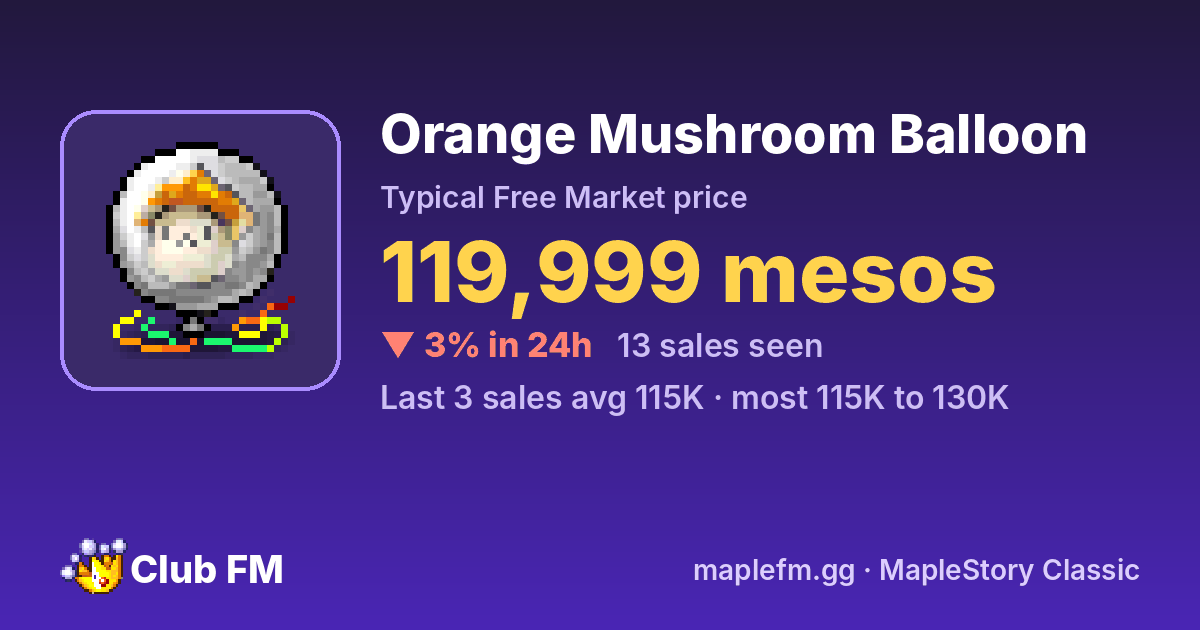 Orange Mushroom Balloon
Typical Free Market price
119,999 mesos
▼ 3% in 24h 13 sales seen
Last 3 sales avg 115K · most 115K to 130K
Club FM
maplefm.gg · MapleStory Classic